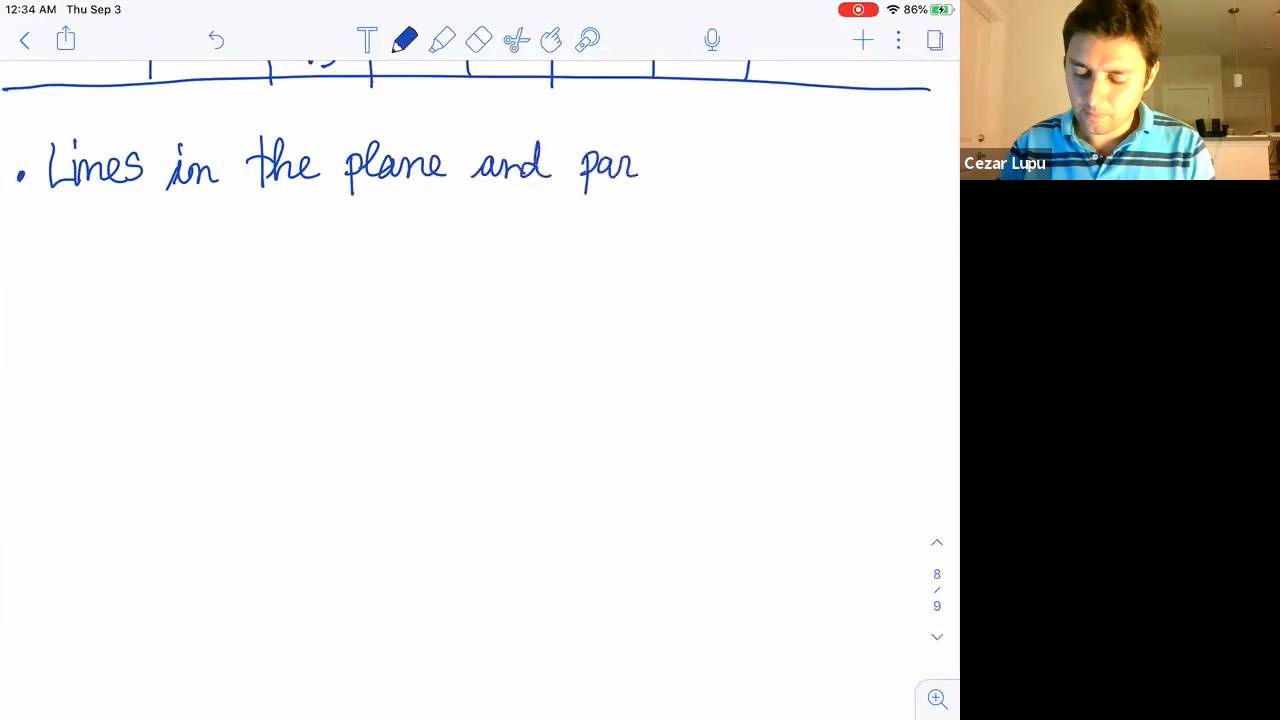 12:34 AM Thu Sep 3 86%
T
Cezar Lupu
. Lines in the plane and par
8
/
9